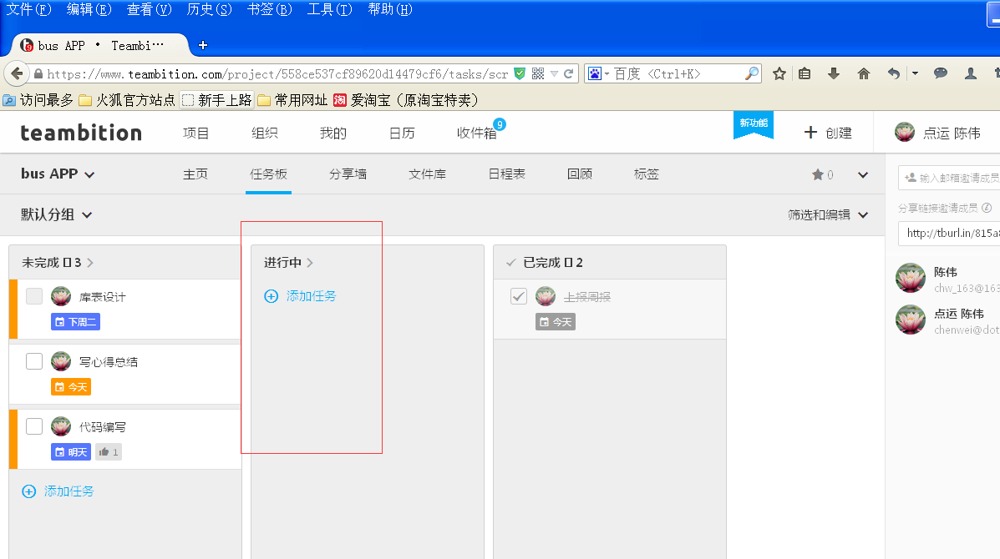 文件(F) 编辑(E) 查看(V) 历史(S) 书签(B) 工具(T) 帮助(H)
9 bus APP • Teambi… +
https://www.teambition.com/project/558ce537cf89620d14479cf6/tasks/scr 百度 <Ctrl+K>
访问最多 火狐官方站点 新手上路 常用网址 淘 爱淘宝（原淘宝特卖）
teambition 项目 组织 我的 日历 收件箱 9 新功能 + 创建 点运 陈伟
bus APP 主页 任务板 分享墙 文件库 日程表 回顾 标签 0
输入邮箱邀请成员
默认分组 筛选和编辑
分享链接邀请成员
http://tburl.in/815a8
未完成 3
进行中
已完成 2
库表设计
下周二
写心得总结
今天
代码编写
明天 1
添加任务
添加任务
上报周报
今天
陈伟
chw_163@163
点运 陈伟
chenwei@dot